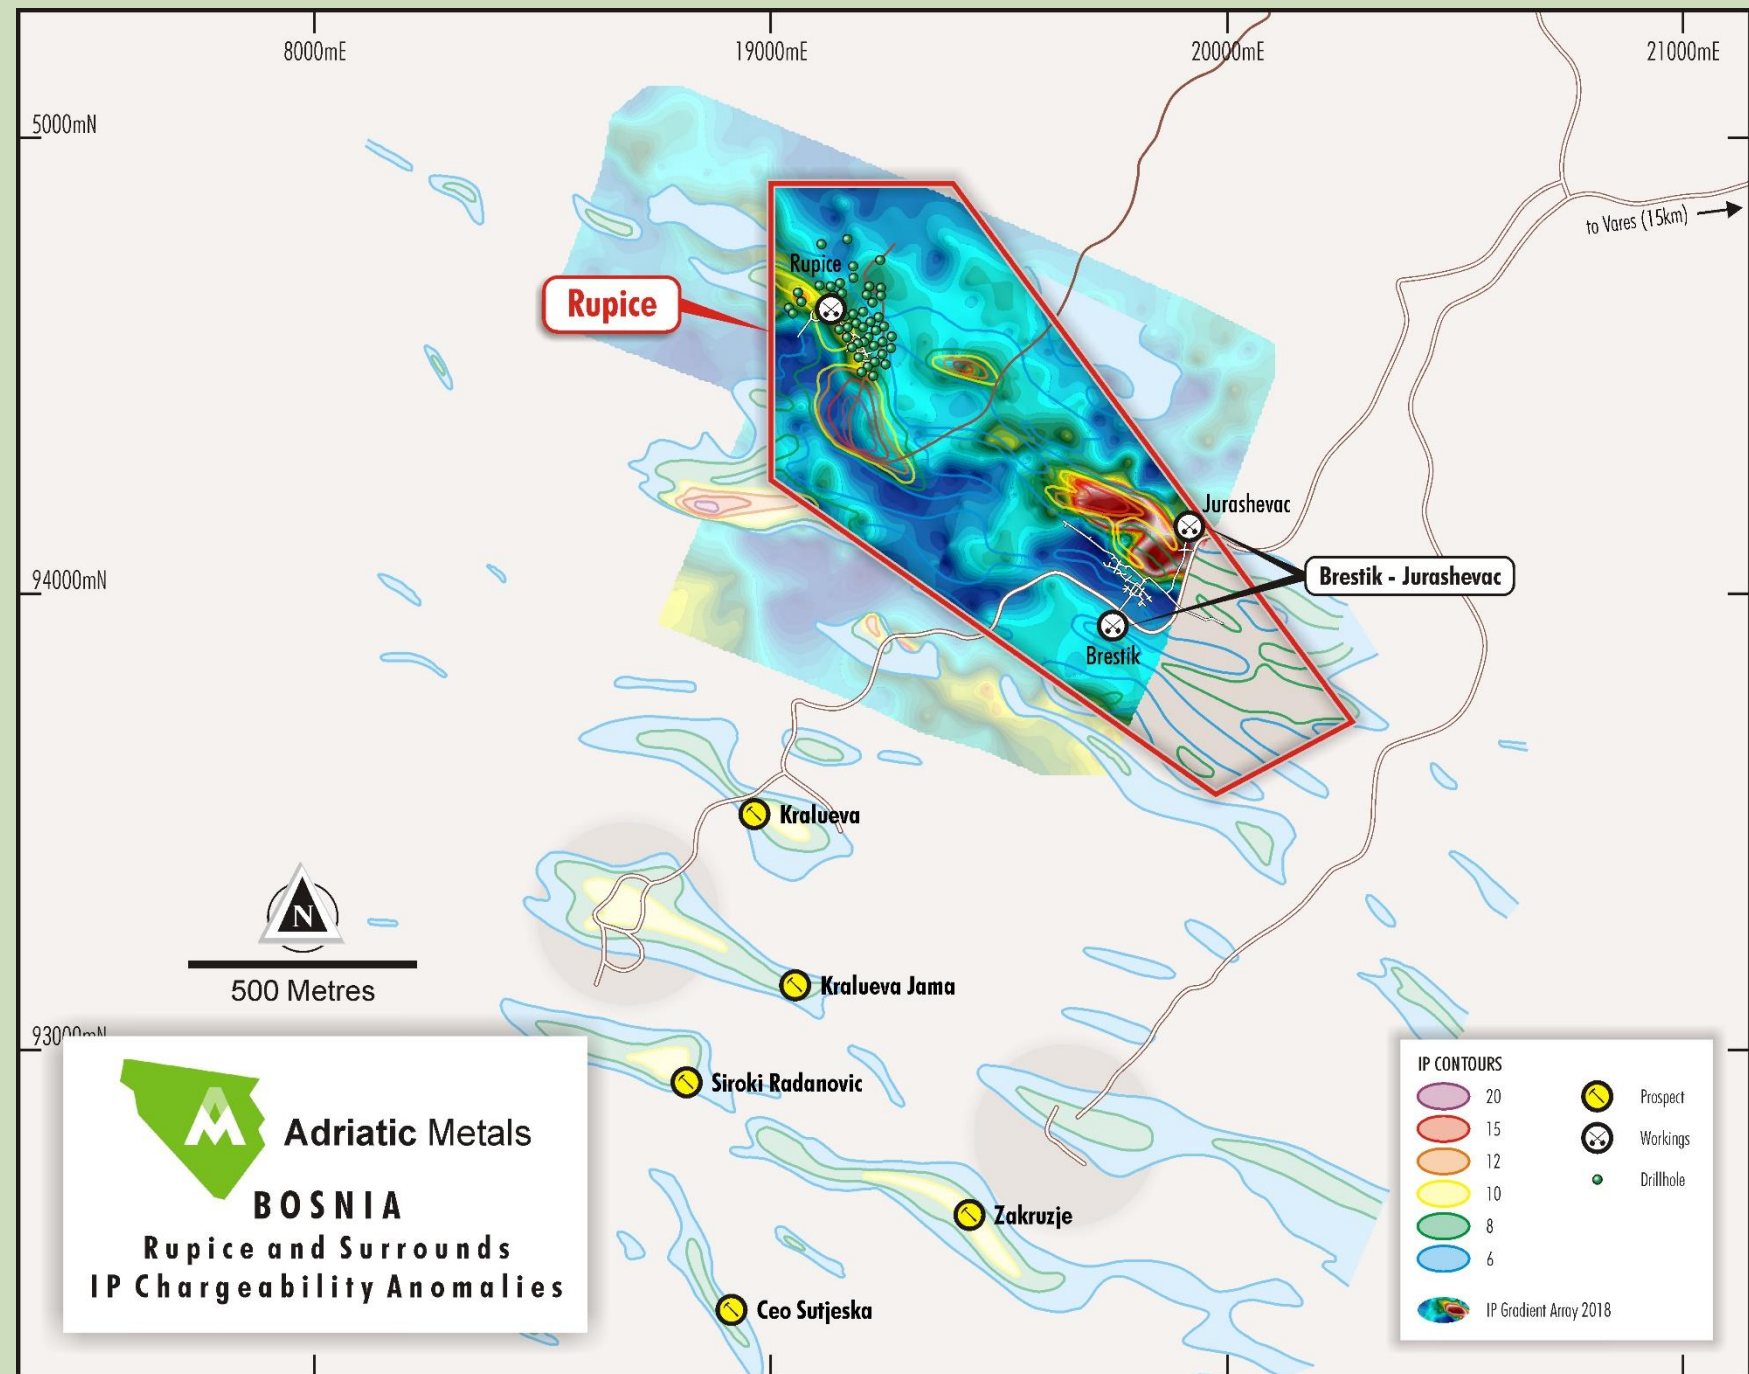 8000mE
19000mE
20000mE
21000mE
5000mN
to Vares (15km)
Rupice
Rupice
Jurashevac
Brestik - Jurashevac
94000mN
Brestik
Kralueva
N
500 Metres
Kralueva Jama
93000mN
Siroki Radanovic
Zakruzje
Ceo Sutjeska
Adriatic Metals
BOSNIA
Rupice and Surrounds
IP Chargeability Anomalies
IP CONTOURS
20
15
12
10
8
6
IP Gradient Array 2018
Prospect
Workings
Drillhole